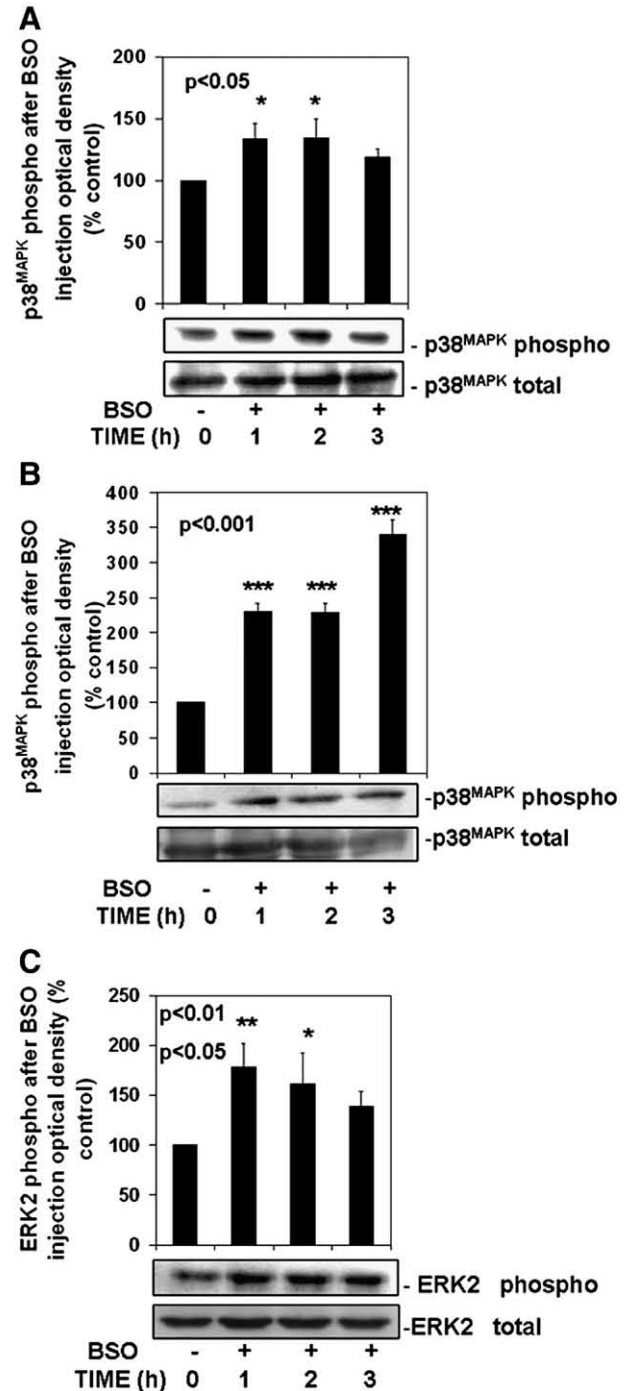 A
p38MAPK phospho after BSO
injection optical density
(% control)
200
150
100
50
0
p<0.05
*
*
- p38MAPK phospho
- p38MAPK total
BSO - + + +
TIME (h) 0 1 2 3
B
p38MAPK phospho after BSO
injection optical density
(% control)
400
350
300
250
200
150
100
50
0
p<0.001
***
***
***
-p38MAPK phospho
-p38MAPK total
BSO - + + +
TIME (h) 0 1 2 3
C
ERK2 phospho after BSO
injection optical density (%
control)
250
200
150
100
50
0
p<0.01
p<0.05
**
*
- ERK2 phospho
-ERK2 total
BSO - + + +
TIME (h) 0 1 2 3